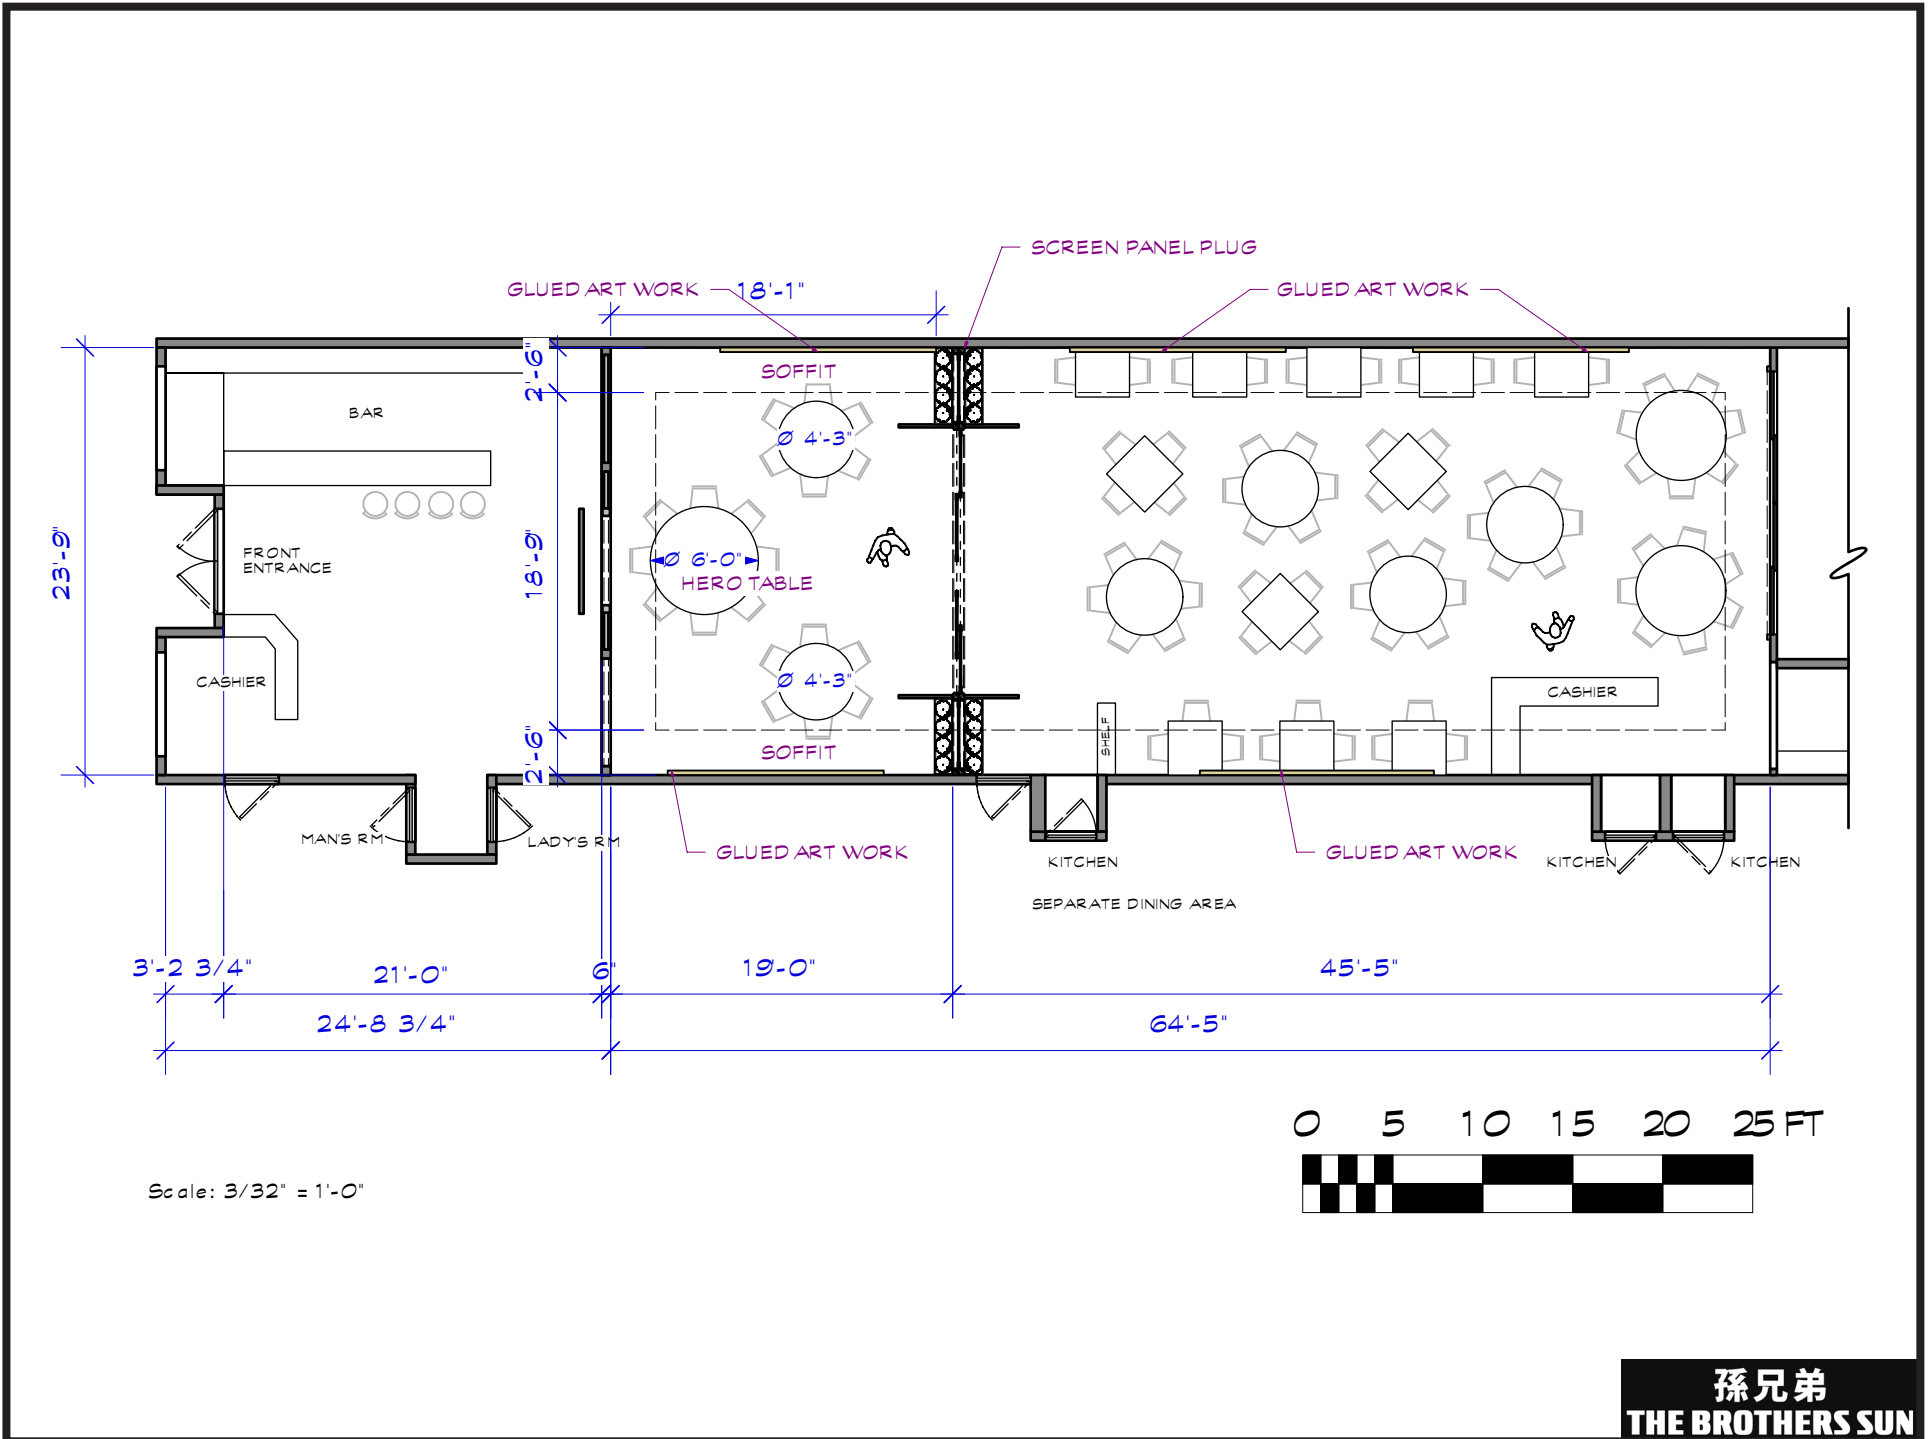 SCREEN PANEL PLUG
GLUED ART WORK
18'-1"
GLUED ART WORK
2'-6"
SOFFIT
BAR
Ø 4'-3"
23'-9"
FRONT
ENTRANCE
18'-9"
Ø 6'-0"
HERO TABLE
CASHIER
Ø 4'-3"
CASHIER
SHELF
2'-6"
SOFFIT
MAN'S RM
LADY'S RM
GLUED ART WORK
KITCHEN
GLUED ART WORK
KITCHEN
KITCHEN
SEPARATE DINING AREA
3'-2 3/4"
21'-0"
6"
19'-0"
45'-5"
24'-8 3/4"
64'-5"
0 5 10 15 20 25 FT
Scale: 3/32" = 1'-0"
孫兄弟
THE BROTHERS SUN